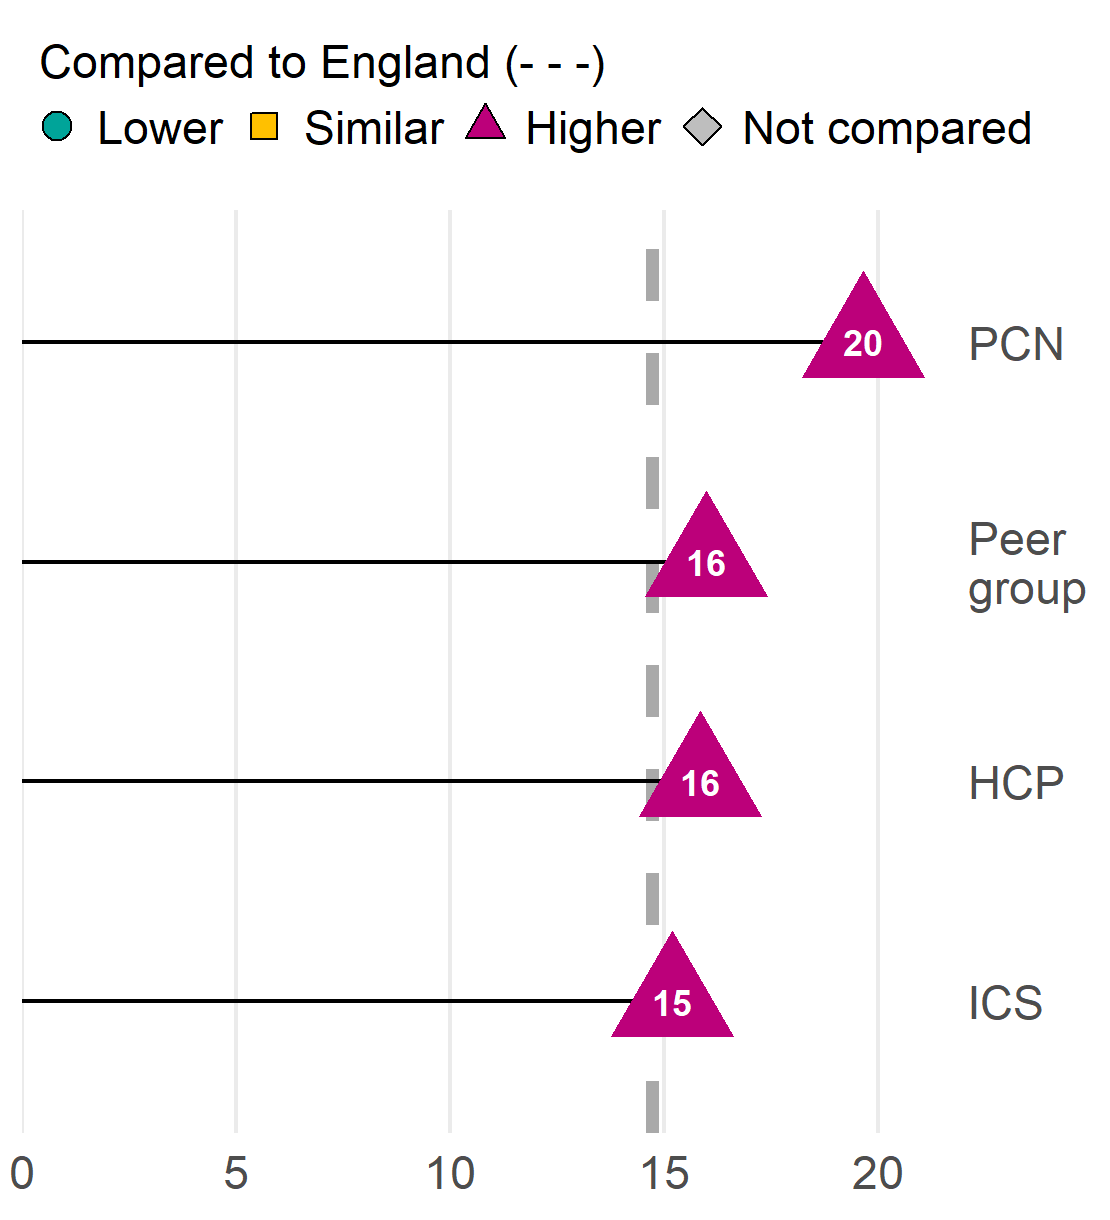 Compared to England (- - -)
Lower Similar Higher Not compared
20 PCN
16 Peer
group
16 HCP
15 ICS
0 5 10 15 20